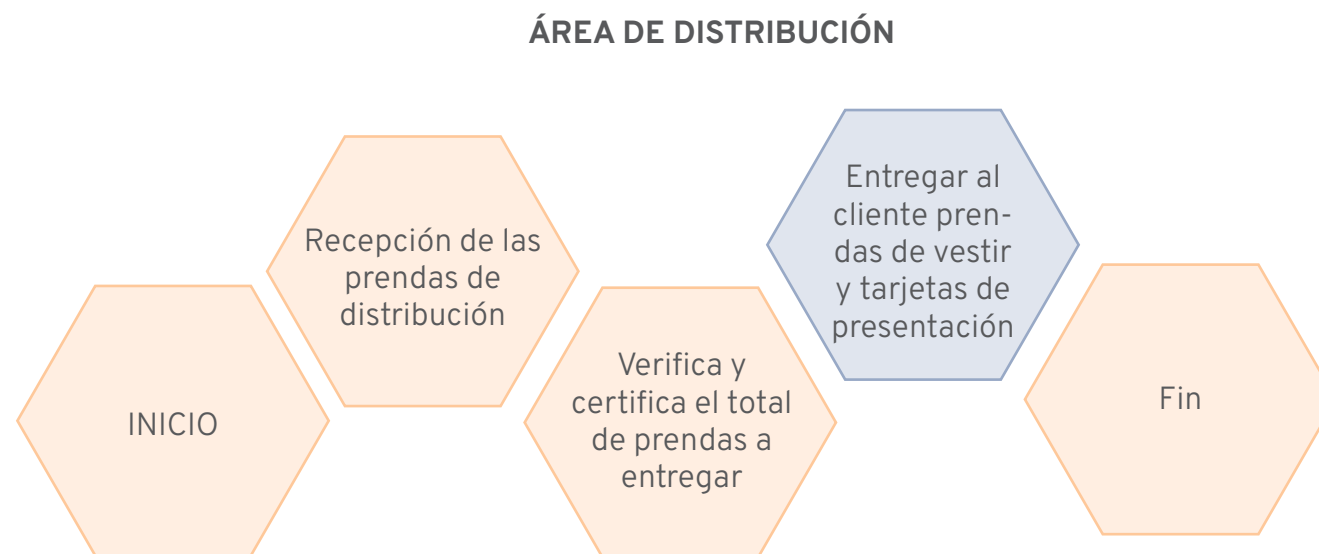 ÁREA DE DISTRIBUCIÓN
INICIO
Recepción de las
prendas de
distribución
Verifica y
certifica el total
de prendas a
entregar
Entregar al
cliente pren-
das de vestir
y tarjetas de
presentación
Fin